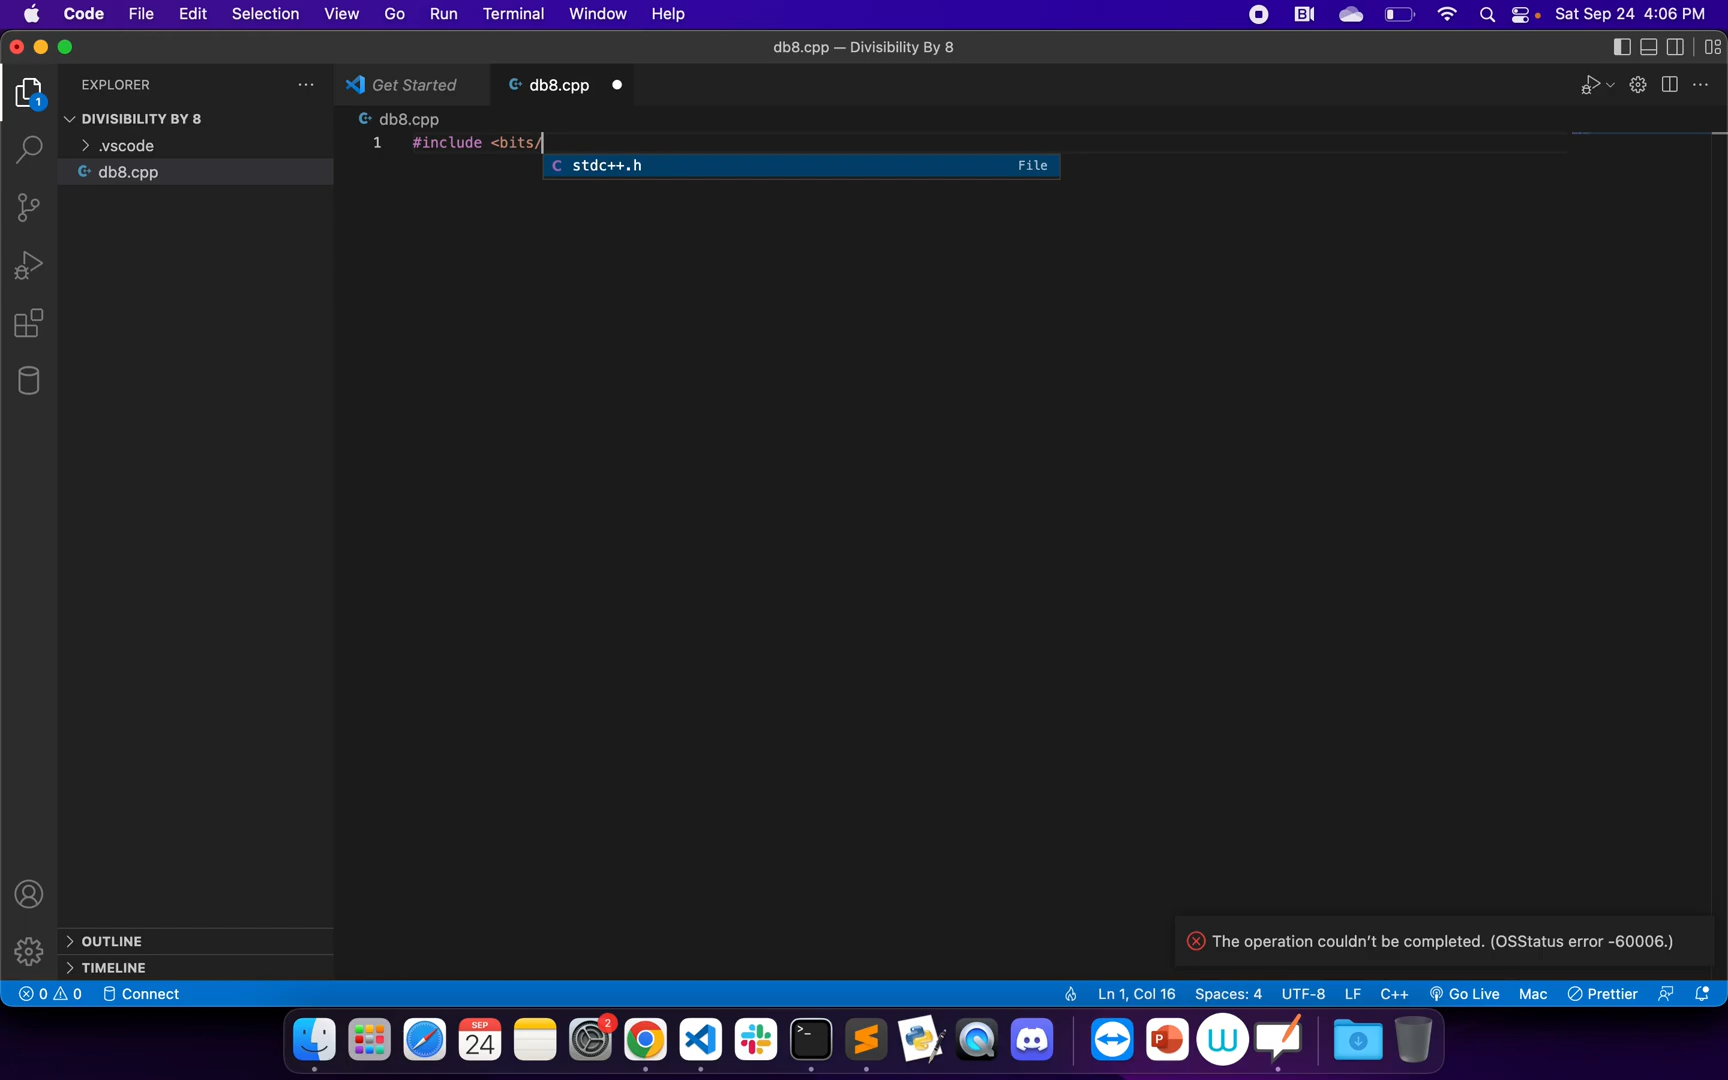 Code File Edit Selection View Go Run Terminal Window Help
Sat Sep 24 4:06 PM
db8.cpp — Divisibility By 8
EXPLORER
Get Started
db8.cpp
DIVISIBILITY BY 8
db8.cpp
.vscode
1 #include <bits/
stdc++.h File
db8.cpp
OUTLINE
TIMELINE
The operation couldn't be completed. (OSStatus error -60006.)
0 0 Connect
Ln 1, Col 16 Spaces: 4 UTF-8 LF C++ Go Live Mac Prettier
1
2
SEP
24
P
W